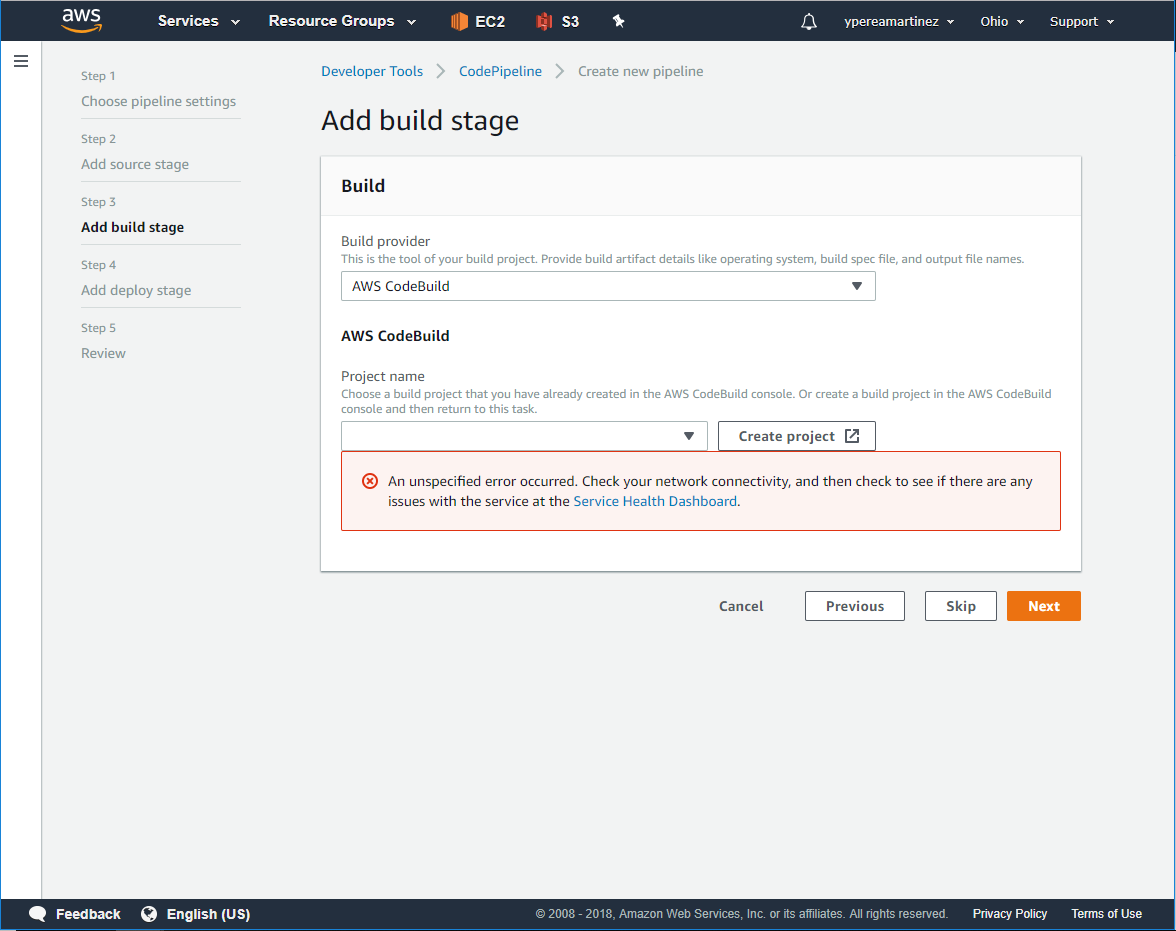 aws Services Resource Groups EC2 S3 ypereamartinez Ohio Support
Step 1
Choose pipeline settings
Step 2
Add source stage
Step 3
Add build stage
Step 4
Add deploy stage
Step 5
Review
Developer Tools CodePipeline Create new pipeline
Add build stage
Build
Build provider
This is the tool of your build project. Provide build artifact details like operating system, build spec file, and output file names.
AWS CodeBuild
AWS CodeBuild
Project name
Choose a build project that you have already created in the AWS CodeBuild console. Or create a build project in the AWS CodeBuild
console and then return to this task.
Create project
An unspecified error occurred. Check your network connectivity, and then check to see if there are any
issues with the service at the Service Health Dashboard.
Cancel Previous Skip Next
Feedback English (US) © 2008 - 2018, Amazon Web Services, Inc. or its affiliates. All rights reserved. Privacy Policy Terms of Use